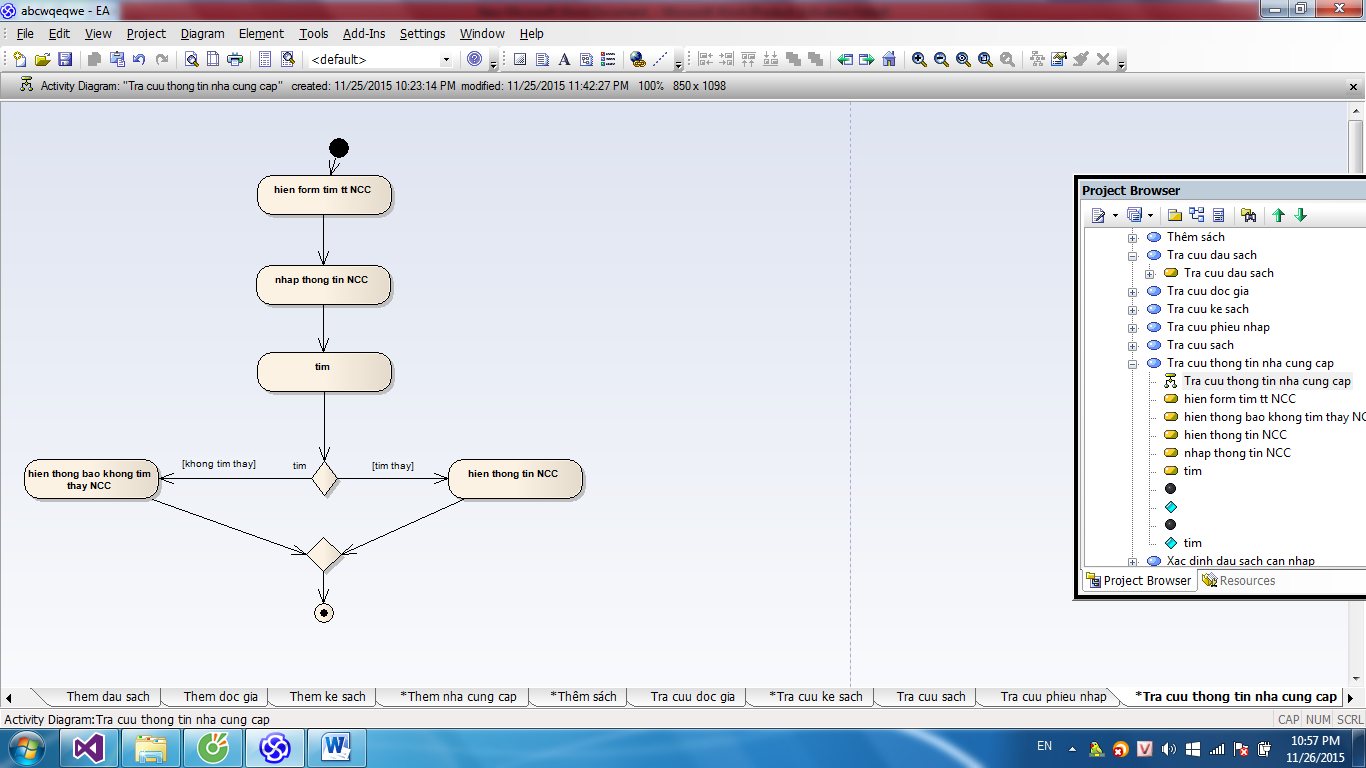 abcwqeqwe - EA
File Edit View Project Diagram Element Tools Add-Ins Settings Window Help
<default>
Activity Diagram: "Tra cuu thong tin nha cung cap" created: 11/25/2015 10:23:14 PM modified: 11/25/2015 11:42:27 PM 100% 850 x 1098
hien form tim tt NCC
nhap thong tin NCC
tim
[khong tim thay] tim [tim thay]
hien thong bao khong tim
thay NCC
hien thong tin NCC
Project Browser
Thêm sách
Tra cuu dau sach
Tra cuu dau sach
Tra cuu doc gia
Tra cuu ke sach
Tra cuu phieu nhap
Tra cuu sach
Tra cuu thong tin nha cung cap
Tra cuu thong tin nha cung cap
hien form tim tt NCC
hien thong bao khong tim thay NC
hien thong tin NCC
nhap thong tin NCC
tim
tim
Xac dinh dau sach can nhap
Project Browser Resources
Them dau sach Them doc gia Them ke sach *Them nha cung cap *Thêm sách Tra cuu doc gia *Tra cuu ke sach Tra cuu sach Tra cuu phieu nhap *Tra cuu thong tin nha cung cap
Activity Diagram:Tra cuu thong tin nha cung cap CAP NUM SCRL
EN 10:57 PM
11/26/2015